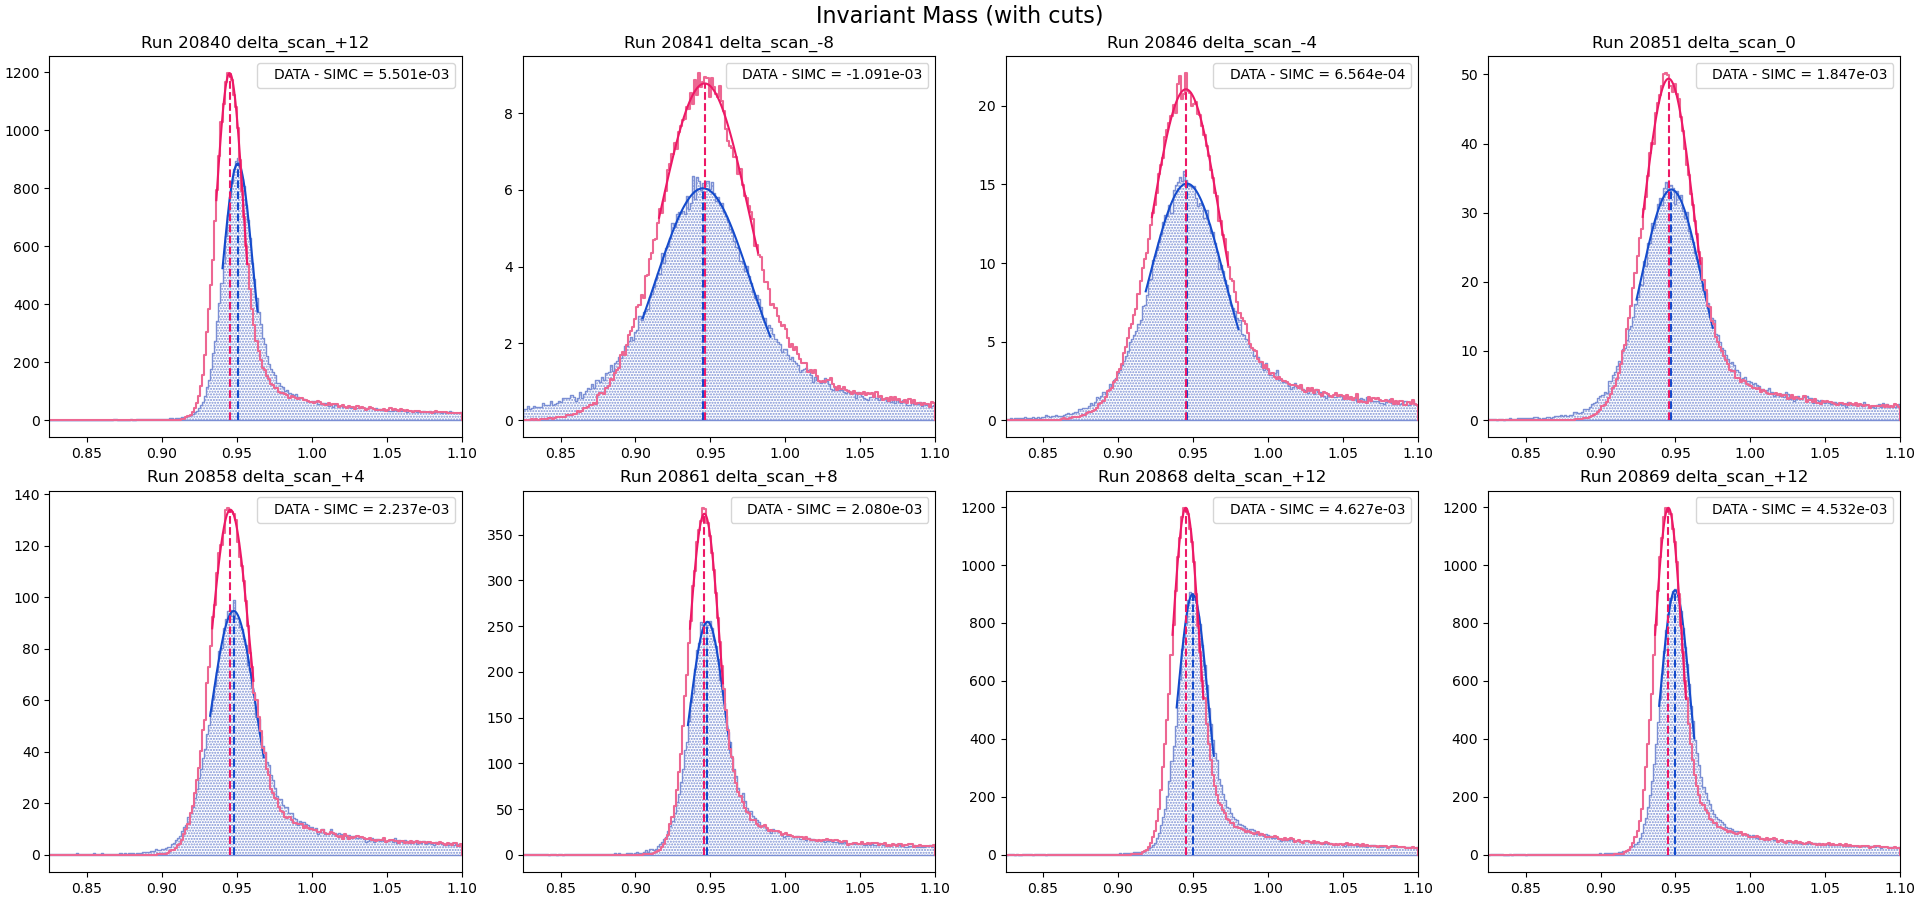 Invariant Mass (with cuts)
Run 20840 delta_scan_+12
DATA - SIMC = 5.501e-03
1200
1000
800
600
400
200
0
0.85 0.90 0.95 1.00 1.05 1.10
Run 20841 delta_scan_-8
DATA - SIMC = -1.091e-03
8
6
4
2
0
0.85 0.90 0.95 1.00 1.05 1.10
Run 20846 delta_scan_-4
DATA - SIMC = 6.564e-04
20
15
10
5
0
0.85 0.90 0.95 1.00 1.05 1.10
Run 20851 delta_scan_0
DATA - SIMC = 1.847e-03
50
40
30
20
10
0
0.85 0.90 0.95 1.00 1.05 1.10
Run 20858 delta_scan_+4
DATA - SIMC = 2.237e-03
140
120
100
80
60
40
20
0
0.85 0.90 0.95 1.00 1.05 1.10
Run 20861 delta_scan_+8
DATA - SIMC = 2.080e-03
350
300
250
200
150
100
50
0
0.85 0.90 0.95 1.00 1.05 1.10
Run 20868 delta_scan_+12
DATA - SIMC = 4.627e-03
1200
1000
800
600
400
200
0
0.85 0.90 0.95 1.00 1.05 1.10
Run 20869 delta_scan_+12
DATA - SIMC = 4.532e-03
1200
1000
800
600
400
200
0
0.85 0.90 0.95 1.00 1.05 1.10